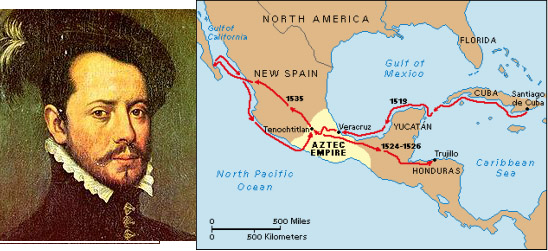 NORTH AMERICA
Gulf of
California
FLORIDA
NEW SPAIN
Gulf of
Mexico
1535
1519
CUBA
Santiago
de Cuba
Tenochtitlan
Veracruz
YUCATÁN
AZTEC
EMPIRE
1524-1526
Trujillo
HONDURAS
Caribbean
Sea
North Pacific
Ocean
0 500 Miles
0 500 Kilometers